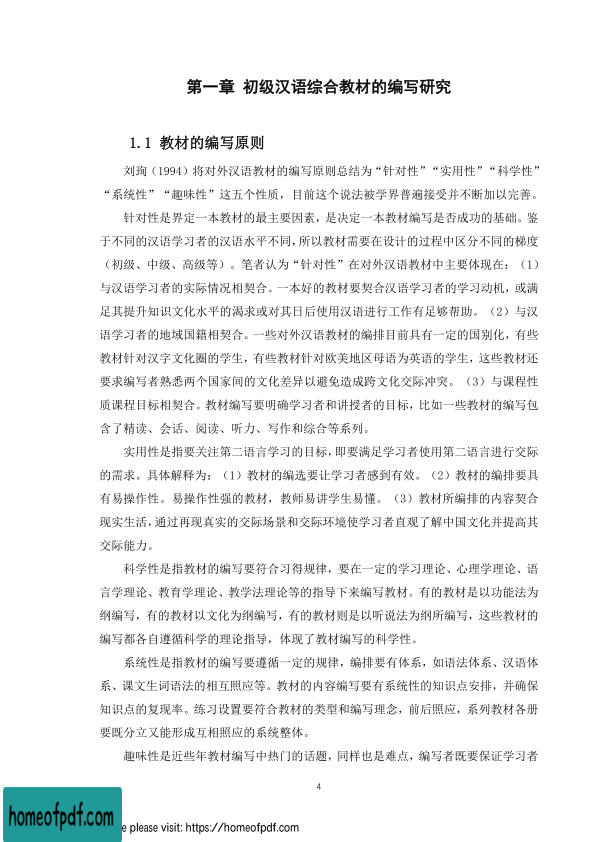 第一章 初级汉语综合教材的编写研究
1.1 教材的编写原则
刘珣（1994）将对外汉语教材的编写原则总结为“针对性”“实用性”“科学性”
“系统性”“趣味性”这五个性质，目前这个说法被学界普遍接受并不断加以完善。
针对性是界定一本教材的最主要因素，是决定一本教材编写是否成功的基础。鉴
于不同的汉语学习者的汉语水平不同，所以教材需要在设计的过程中区分不同的梯度
（初级、中级、高级等）。笔者认为“针对性”在对外汉语教材中主要体现在：（1）
与汉语学习者的实际情况相契合。一本好的教材要契合汉语学习者的学习动机，或满
足其提升知识文化水平的渴求或对其日后使用汉语进行工作有足够帮助。（2）与汉
语学习者的地域国籍相契合。一些对外汉语教材的编排目前具有一定的国别化，有些
教材针对汉字文化圈的学生，有些教材针对欧美地区母语为英语的学生，这些教材还
要求编写者熟悉两个国家间的文化差异以避免造成跨文化交际冲突。（3）与课程性
质课程目标相契合。教材编写要明确学习者和讲授者的目标，比如一些教材的编写包
含了精读、会话、阅读、听力、写作和综合等系列。
实用性是指要关注第二语言学习的目标，即要满足学习者使用第二语言进行交际
的需求。具体解释为：（1）教材的编选要让学习者感到有效。（2）教材的编排要具
有易操作性。易操作性强的教材，教师易讲学生易懂。（3）教材所编排的内容契合
现实生活，通过再现真实的交际场景和交际环境使学习者直观了解中国文化并提高其
交际能力。
科学性是指教材的编写要符合习得规律，要在一定的学习理论、心理学理论、语
言学理论、教育学理论、教学法理论等的指导下来编写教材。有的教材是以功能法为
纲编写，有的教材以文化为纲编写，有的教材则是以听说法为纲所编写，这些教材的
编写都各自遵循科学的理论指导，体现了教材编写的科学性。
系统性是指教材的编写要遵循一定的规律，编排要有体系，如语法体系、汉语体
系、课文生词语法的相互照应等。教材的内容编写要有系统性的知识点安排，并确保
知识点的复现率。练习设置要符合教材的类型和编写理念，前后照应，系列教材各册
要既分立又能形成互相照应的系统整体。
趣味性是近些年教材编写中热门的话题，同样也是难点，编写者既要保证学习者
4
homeofpdf.com
e please visit: https://homeofpdf.com